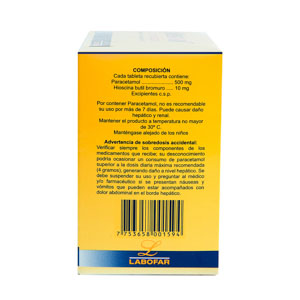 COMPOSICIÓN
Cada tableta recubierta contiene:
Paracetamol ............................ 500 mg
Hioscina butil bromuro ..... 10 mg
Excipientes c.s.p.
Por contener Paracetamol, no es recomendable
su uso por más de 7 días. Puede causar daño
hepático y renal.
Mantener el producto a temperatura no mayor
de 30° C.
Manténgase alejado de los niños
Advertencia de sobredosis accidental:
Verificar siempre los componentes de los
medicamentos que recibe; su desconocimiento
podría ocasionar un consumo de paracetamol
superior a la dosis diaria máxima recomendada
(4 gramos), generando daño a nivel hepático. Se
debe suspender su uso y preguntar al médico
y/o farmacéutico si se presentan náuseas y
vómitos que pueden estar acompañados con
dolor abdominal en el borde hepático.
7 753658 001594
L
LABOFAR